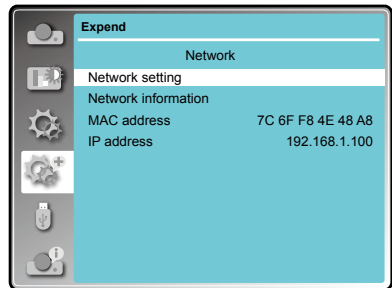 Expend
Network
Network setting
Network information
MAC address 7C 6F F8 4E 48 A8
IP address 192.168.1.100